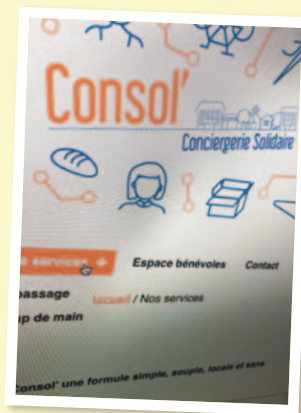 Consol'
Conciergerie Solidaire
services
Espace bénévoles
Contact
Accueil / Nos services
up de main
Consol' une formule simple, souple, locale et sans